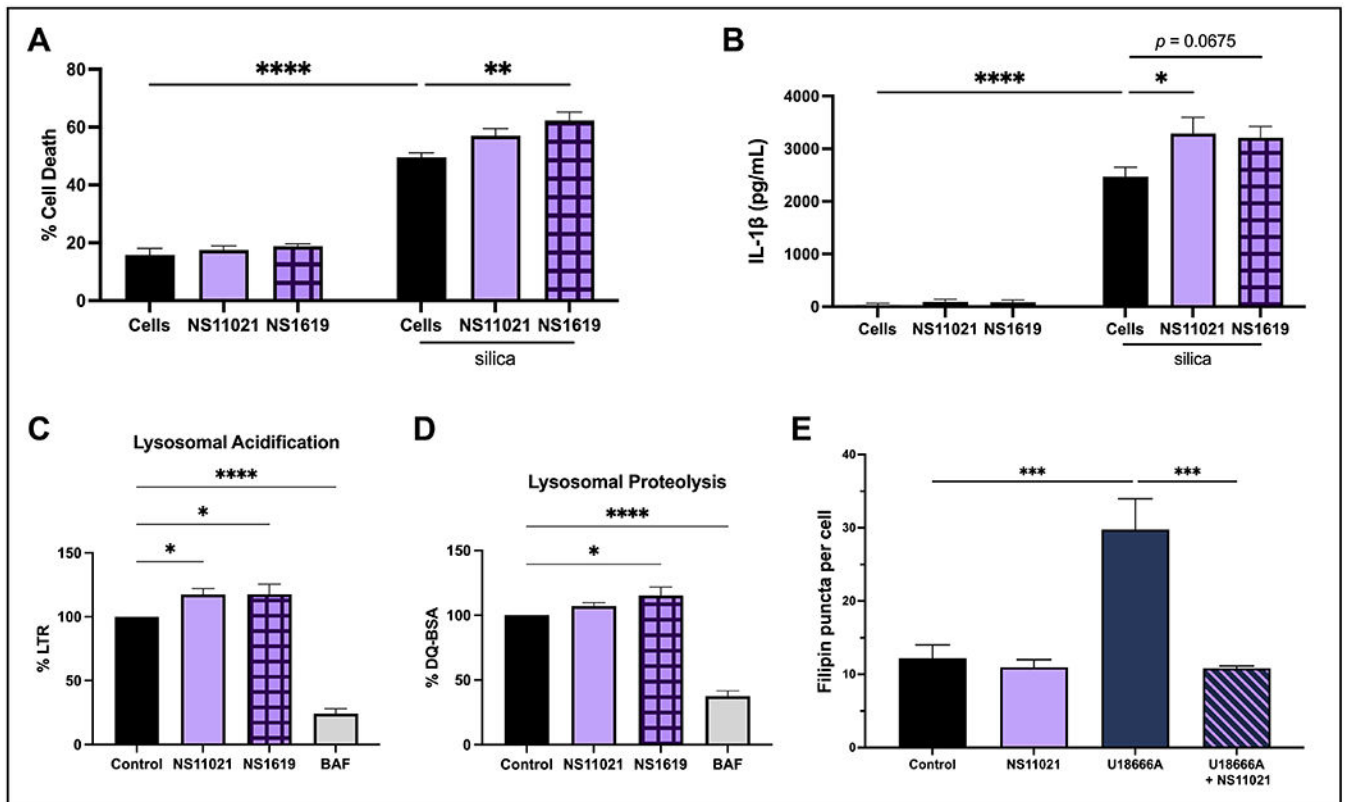 A
% Cell Death
80
60
40
20
0
****
**
Cells
NS11021
NS1619
Cells
NS11021
NS1619
silica
B
IL-1β (pg/mL)
4000
3000
2000
1000
0
p = 0.0675
****
*
Cells
NS11021
NS1619
Cells
NS11021
NS1619
silica
C
Lysosomal Acidification
****
*
*
% LTR
150
100
50
0
Control
NS11021
NS1619
BAF
D
Lysosomal Proteolysis
****
*
% DQ-BSA
150
100
50
0
Control
NS11021
NS1619
BAF
E
Filipin puncta per cell
40
30
20
10
0
***
***
Control
NS11021
U18666A
U18666A
+ NS11021